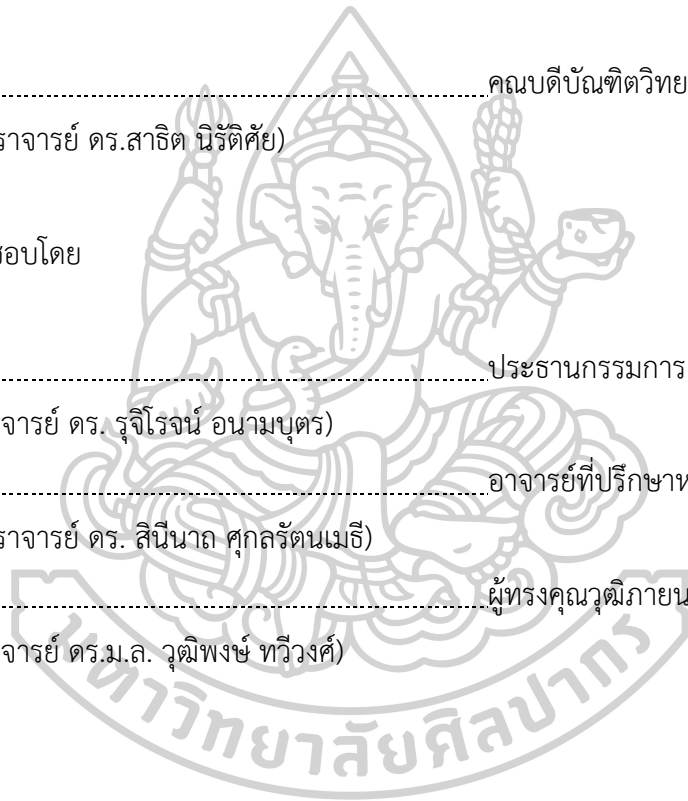 คณบดีบัณฑิตวิทย
ราจารย์ ดร.สาธิต นิรัติศัย)
สอบโดย
ประธานกรรมการ
จารย์ ดร. รุจิโรจน์ อนามบุตร)
อาจารย์ที่ปรึกษาห
ราจารย์ ดร. สินีนาถ ศุกลรัตนเมธี)
ผู้ทรงคุณวุฒิภายน
จารย์ ดร.ม.ล. วุฒิพงษ์ ทวีวงศ์)
มหาวิทยาลัยศิลปากร